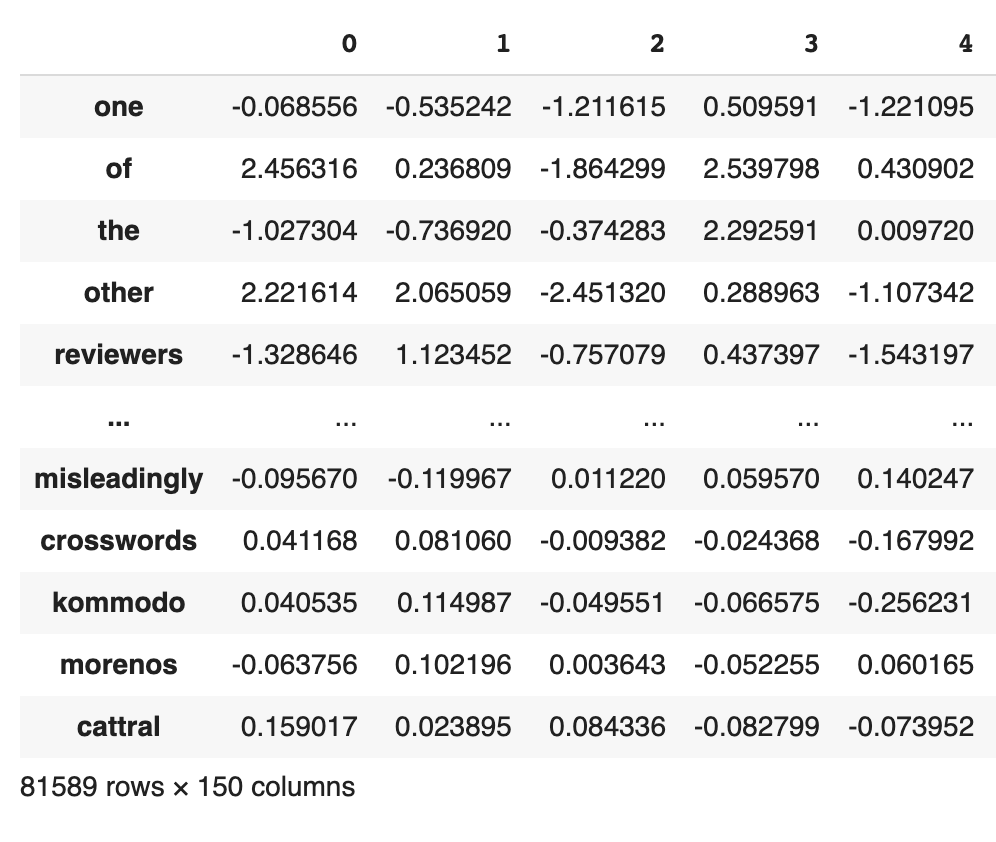 0 1 2 3 4
one -0.068556 -0.535242 -1.211615 0.509591 -1.221095
of 2.456316 0.236809 -1.864299 2.539798 0.430902
the -1.027304 -0.736920 -0.374283 2.292591 0.009720
other 2.221614 2.065059 -2.451320 0.288963 -1.107342
reviewers -1.328646 1.123452 -0.757079 0.437397 -1.543197
... ... ... ... ... ...
misleadingly -0.095670 -0.119967 0.011220 0.059570 0.140247
crosswords 0.041168 0.081060 -0.009382 -0.024368 -0.167992
kommodo 0.040535 0.114987 -0.049551 -0.066575 -0.256231
morenos -0.063756 0.102196 0.003643 -0.052255 0.060165
cattral 0.159017 0.023895 0.084336 -0.082799 -0.073952
81589 rows × 150 columns